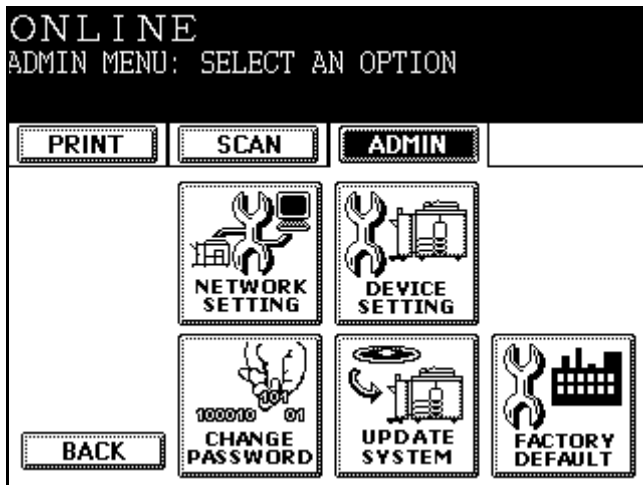 ONLINE
ADMIN MENU: SELECT AN OPTION
PRINT
SCAN
ADMIN
NETWORK
SETTING
DEVICE
SETTING
101
100010 01
CHANGE
PASSWORD
UPDATE
SYSTEM
FACTORY
DEFAULT
BACK